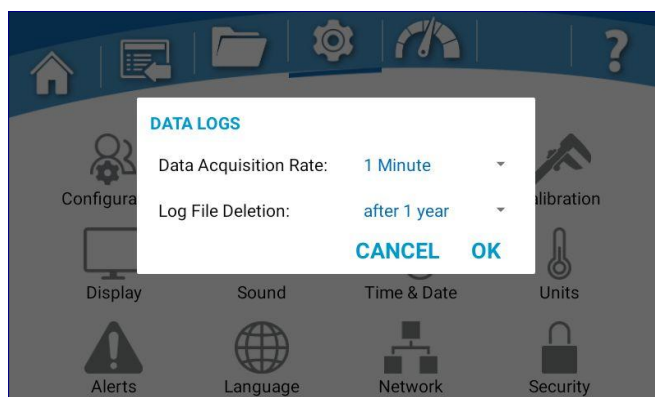 ?
DATA LOGS
Data Acquisition Rate: 1 Minute
Log File Deletion: after 1 year
CANCEL OK
Configura
alibration
Display Sound Time & Date Units
Alerts Language Network Security